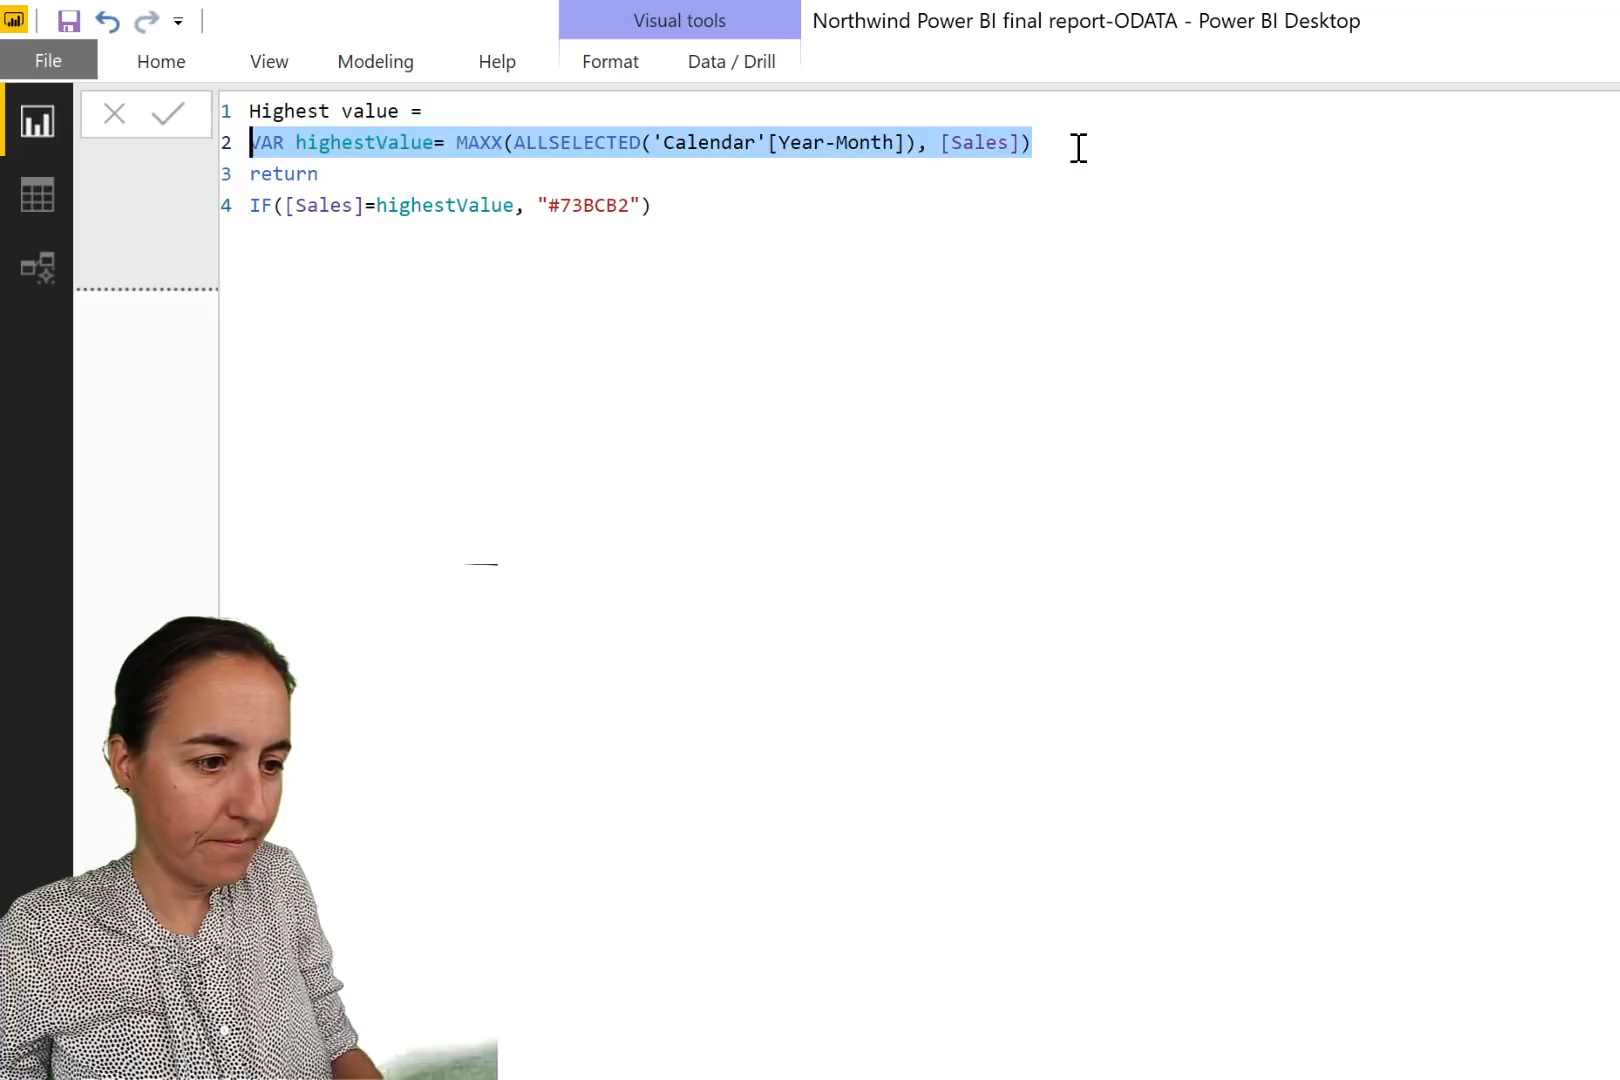 Visual tools
Northwind Power BI final report-ODATA - Power BI Desktop
File Home View Modeling Help Format Data / Drill
1 Highest value =
2 VAR highestValue= MAXX(ALLSELECTED('Calendar'[Year-Month]), [Sales])
3 return
4 IF([Sales]=highestValue, "#73BCB2")